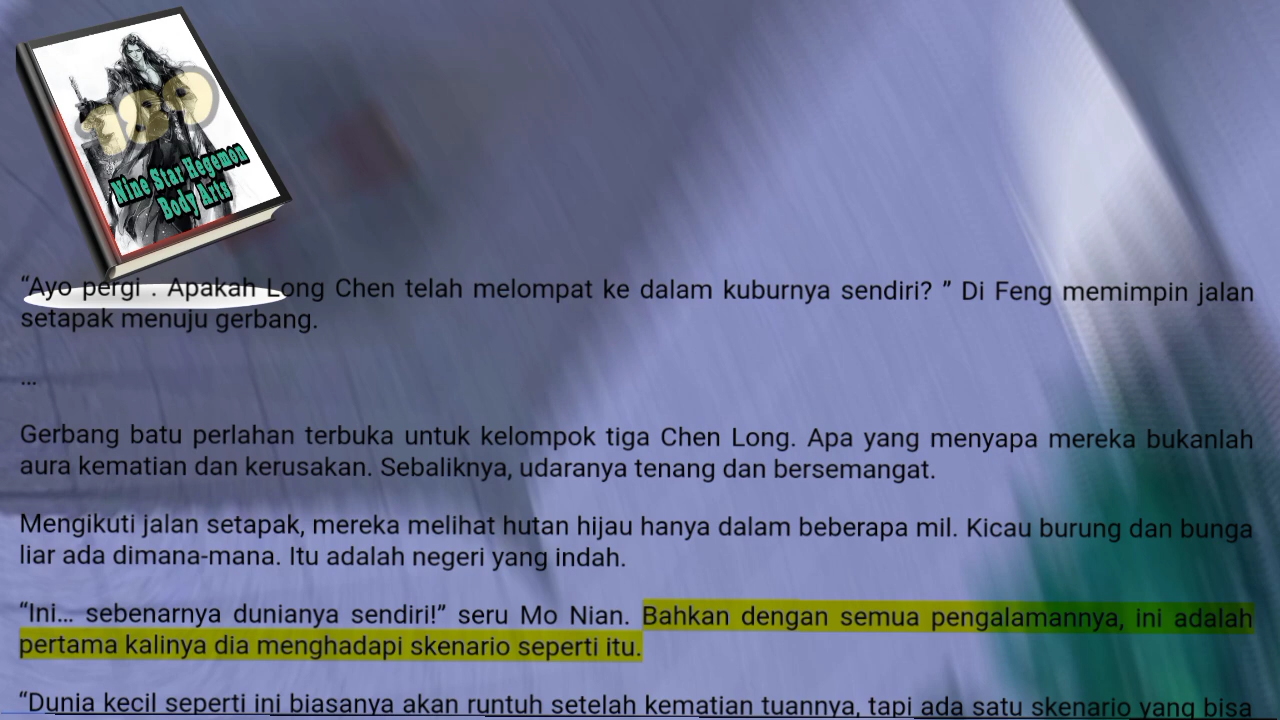 189
Nine Star Hegemon
Body Arts
“Ayo pergi . Apakah Long Chen telah melompat ke dalam kuburnya sendiri? ” Di Feng memimpin jalan
setapak menuju gerbang.
…
Gerbang batu perlahan terbuka untuk kelompok tiga Chen Long. Apa yang menyapa mereka bukanlah
aura kematian dan kerusakan. Sebaliknya, udaranya tenang dan bersemangat.
Mengikuti jalan setapak, mereka melihat hutan hijau hanya dalam beberapa mil. Kicau burung dan bunga
liar ada dimana-mana. Itu adalah negeri yang indah.
“Ini… sebenarnya dunianya sendiri!” seru Mo Nian. Bahkan dengan semua pengalamannya, ini adalah
pertama kalinya dia menghadapi skenario seperti itu.
“Dunia kecil seperti ini biasanya akan runtuh setelah kematian tuannya, tapi ada satu skenario yang bisa